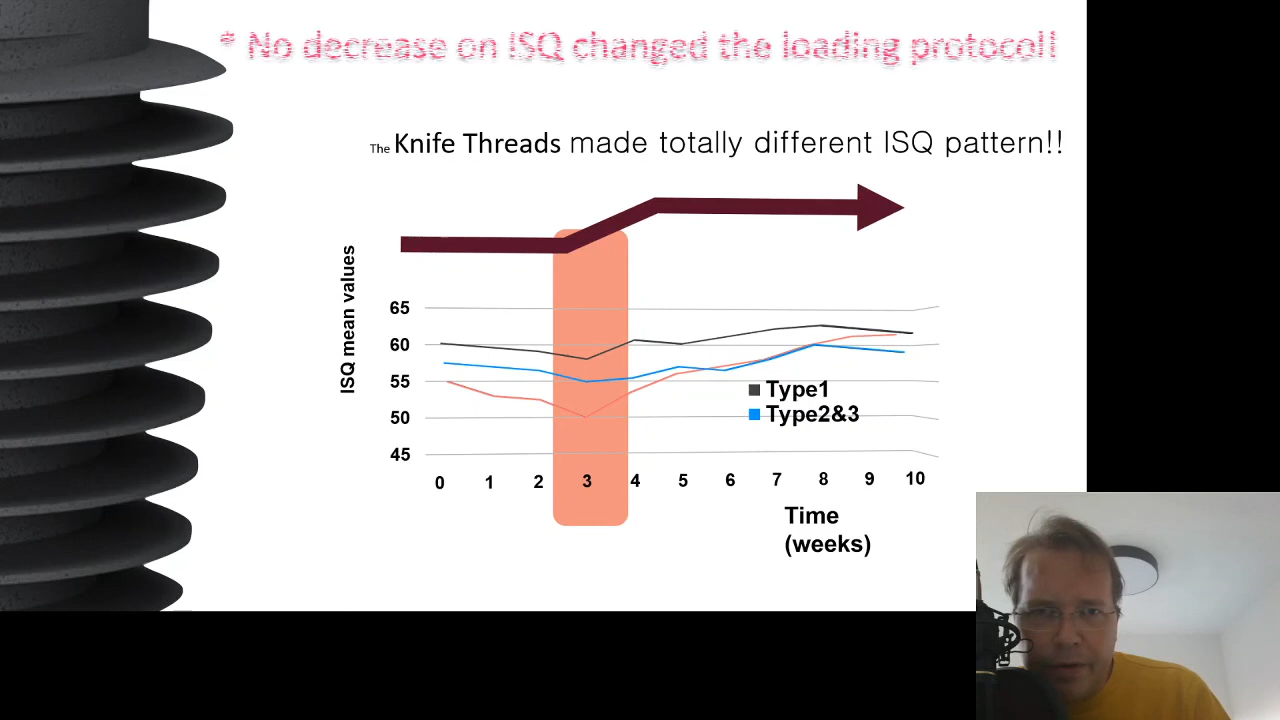 * No decrease on ISQ changed the loading protocol!
The Knife Threads made totally different ISQ pattern!!
ISQ mean values
65
60
55
50
45
Type1
Type2&3
0 1 2 3 4 5 6 7 8 9 10
Time
(weeks)